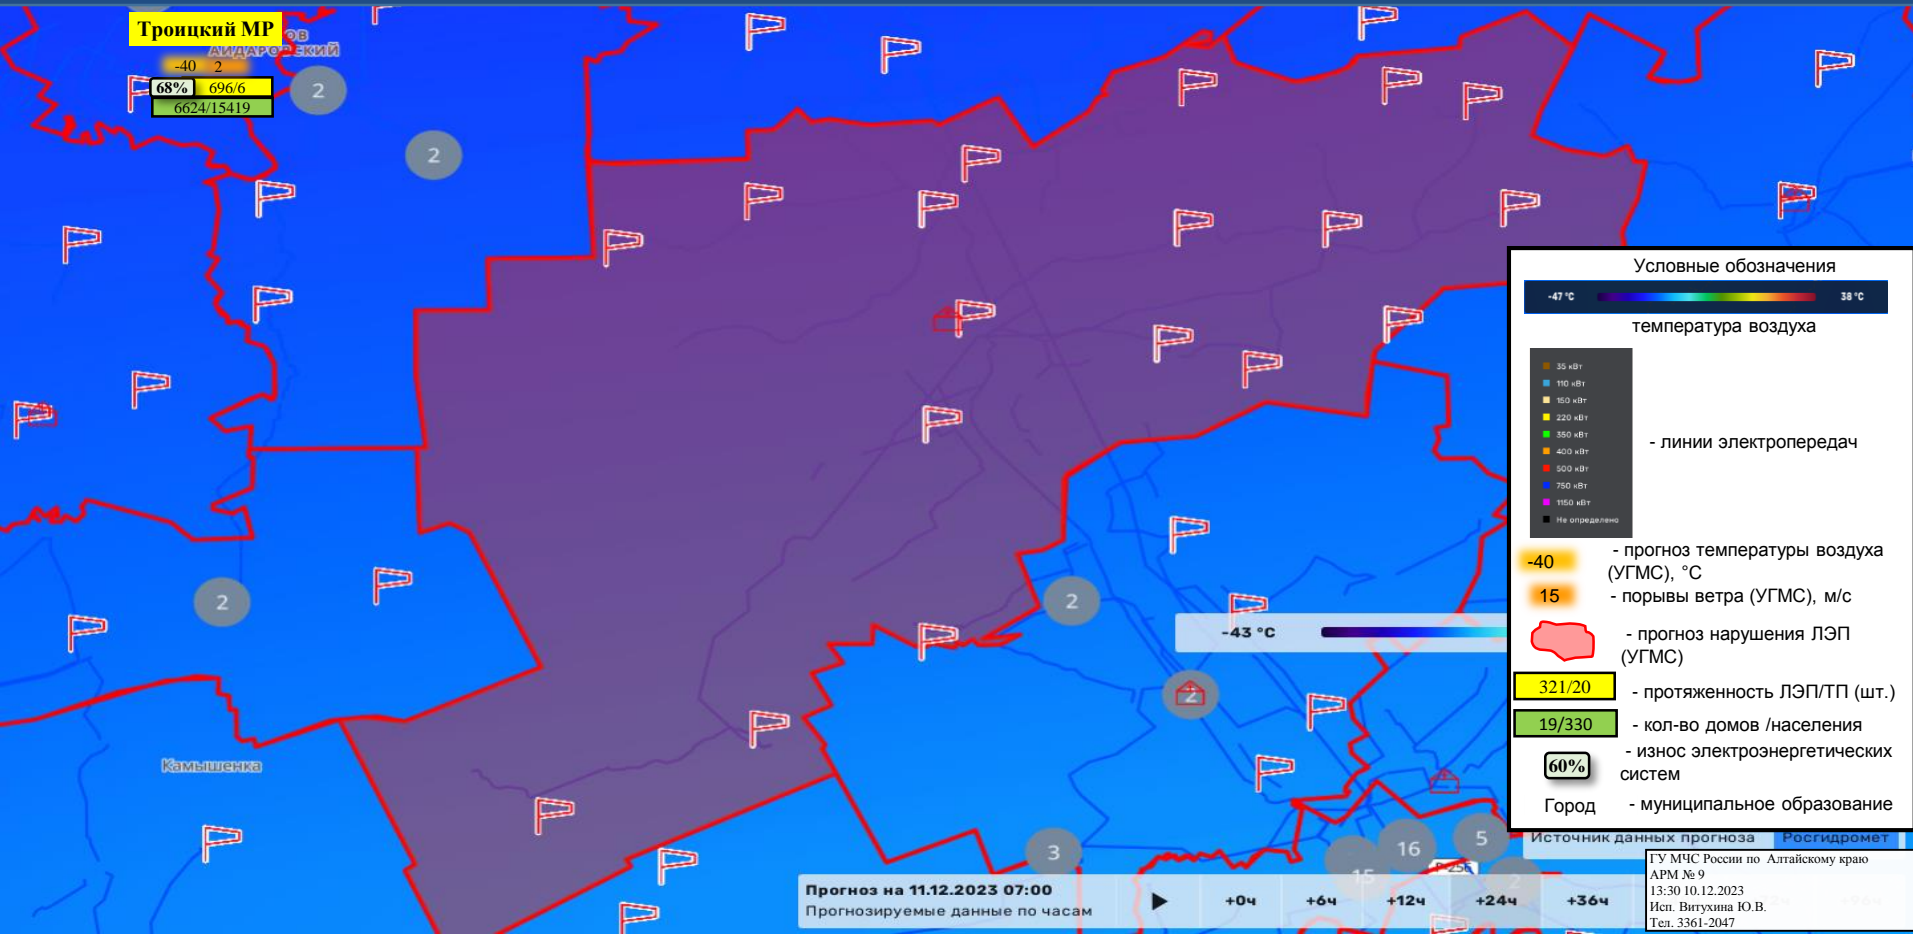 Троицкий МР
ОВ
АИДАРОВСКИЙ
-40 2
68% 696/6
6624/15419
2
2
2
2
2
3
16
5
15
2
Камышенка
-43 °C
Условные обозначения
-47 °C 38 °C
температура воздуха
35 кВт
110 кВт
150 кВт
220 кВт
350 кВт
400 кВт
500 кВт
750 кВт
1150 кВт
Не определено
- линии электропередач
-40 - прогноз температуры воздуха
(УГМС), °С
15 - порывы ветра (УГМС), м/с
- прогноз нарушения ЛЭП
(УГМС)
321/20 - протяженность ЛЭП/ТП (шт.)
19/330 - кол-во домов /населения
60% - износ электроэнергетических
систем
Город - муниципальное образование
Источник данных прогноза Росгидромет
Р-256
Прогноз на 11.12.2023 07:00
Прогнозируемые данные по часам
+0ч +6ч +12ч +24ч +36ч
ГУ МЧС России по Алтайскому краю
АРМ № 9
13:30 10.12.2023
Исп. Витухина Ю.В.
Тел. 3361-2047